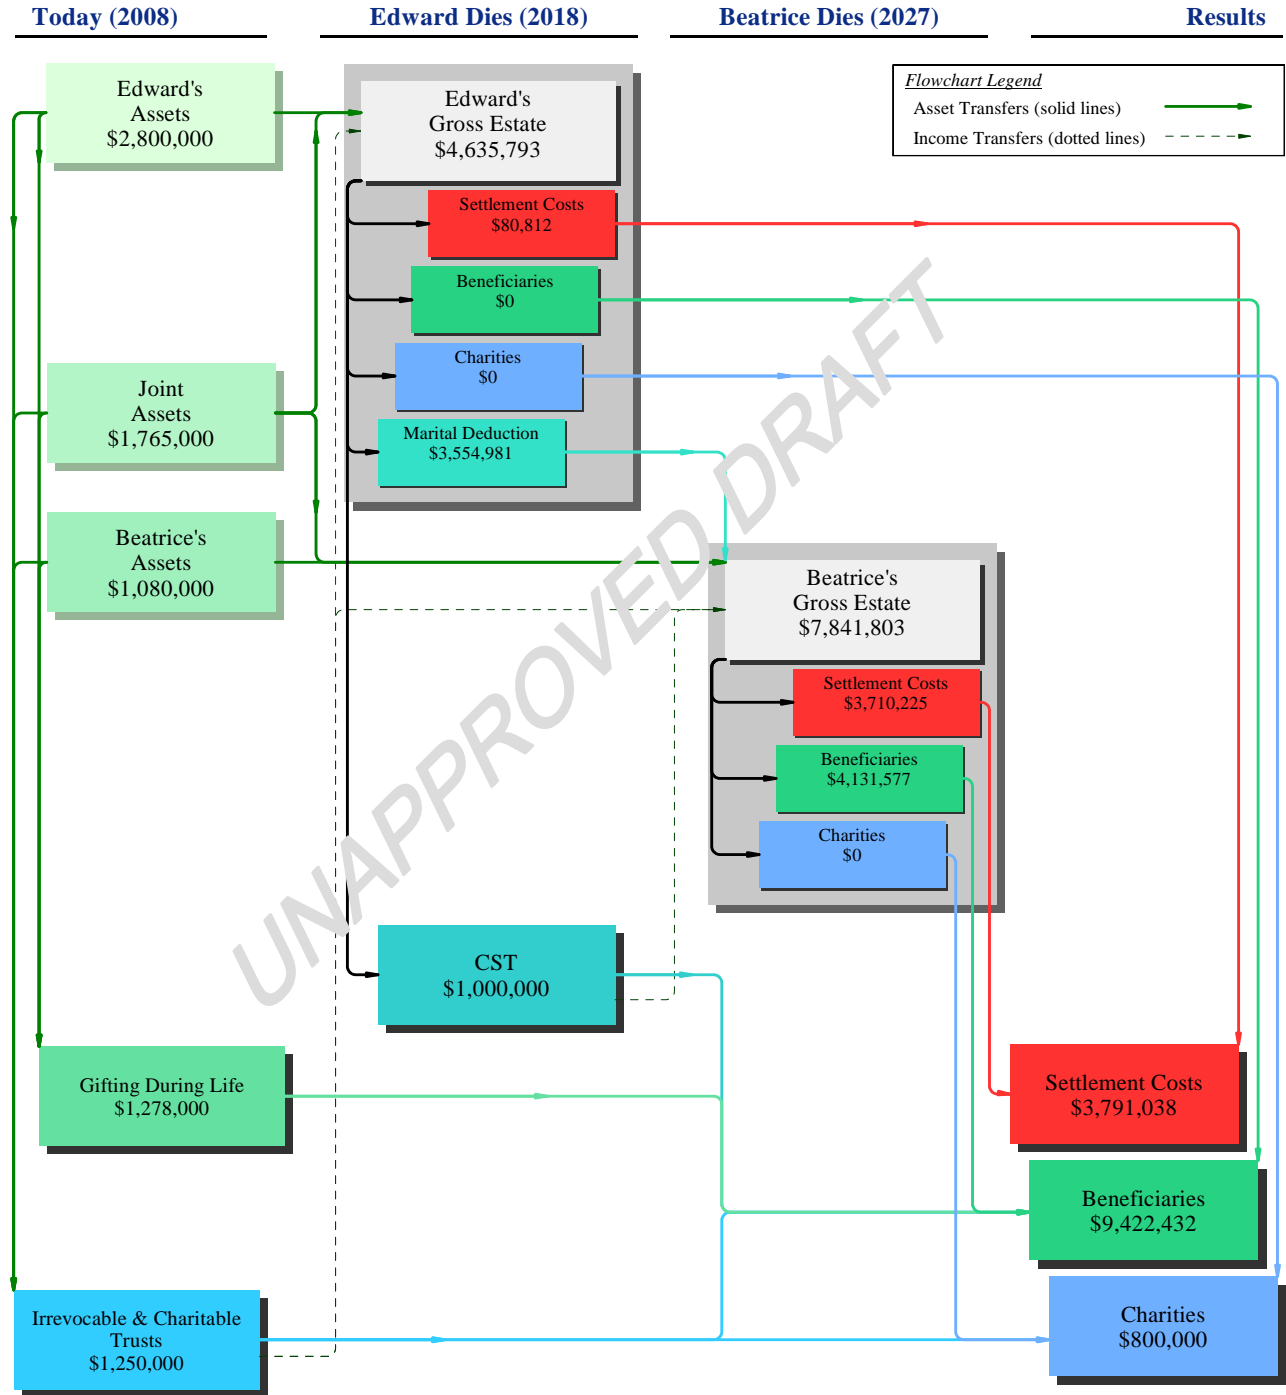 Today (2008)
Edward Dies (2018)
Beatrice Dies (2027)
Results
Flowchart Legend
Asset Transfers (solid lines)
Income Transfers (dotted lines)
Edward's
Assets
$2,800,000
Edward's
Gross Estate
$4,635,793
Settlement Costs
$80,812
Beneficiaries
$0
Charities
$0
Marital Deduction
$3,554,981
Joint
Assets
$1,765,000
Beatrice's
Assets
$1,080,000
Beatrice's
Gross Estate
$7,841,803
Settlement Costs
$3,710,225
Beneficiaries
$4,131,577
Charities
$0
UNAPPROVED DRAFT
CST
$1,000,000
Gifting During Life
$1,278,000
Settlement Costs
$3,791,038
Beneficiaries
$9,422,432
Irrevocable & Charitable
Trusts
$1,250,000
Charities
$800,000